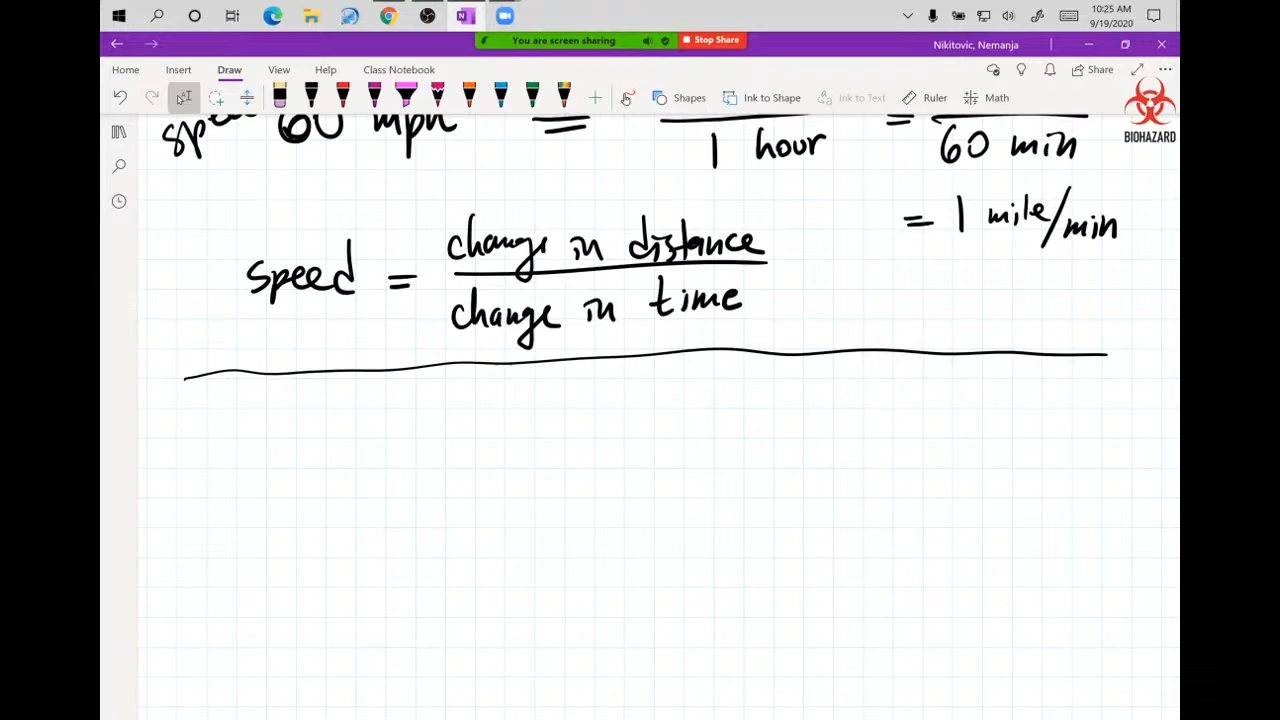 10:25 AM
9/19/2020
You are screen sharing
Stop Share
Nikitovic, Nemanja
Home Insert Draw View Help Class Notebook
Share
Shapes Ink to Shape Ink to Text Ruler Math
BIOHAZARD
speed 60 mph = 1 hour = 60 min
= 1 mile/min
speed = change in distance
change in time